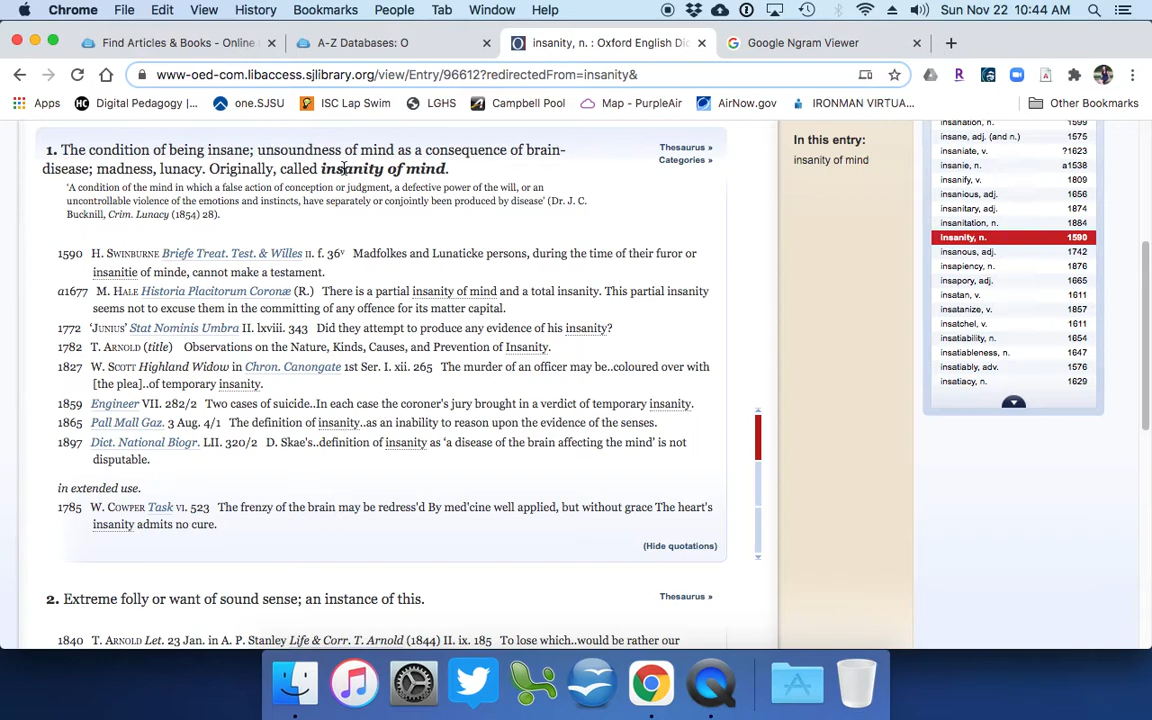 Chrome File Edit View History Bookmarks People Tab Window Help Sun Nov 22 10:44 AM
Find Articles & Books - Online
A-Z Databases: O
insanity, n. : Oxford English Dic
Google Ngram Viewer
www-oed-com.libaccess.sjlibrary.org/view/Entry/96612?redirectedFrom=insanity&
Apps Digital Pedagogy |... one.SJSU ISC Lap Swim LGHS Campbell Pool Map - PurpleAir AirNow.gov IRONMAN VIRTUA... Other Bookmarks
1. The condition of being insane; unsoundness of mind as a consequence of brain-
disease; madness, lunacy. Originally, called insanity of mind.
Thesaurus »
Categories »
‘A condition of the mind in which a false action of conception or judgment, a defective power of the will, or an
uncontrollable violence of the emotions and instincts, have separately or conjointly been produced by disease’ (Dr. J. C.
Bucknill, Crim. Lunacy (1854) 28).
1590 H. Swinburne Briefe Treat. Test. & Willes II. f. 36v Madfolkes and Lunaticke persons, during the time of their furor or
insanitie of minde, cannot make a testament.
a1677 M. Hale Historia Placitorum Coronæ (R.) There is a partial insanity of mind and a total insanity. This partial insanity
seems not to excuse them in the committing of any offence for its matter capital.
1772 ‘Junius’ Stat Nominis Umbra II. lxviii. 343 Did they attempt to produce any evidence of his insanity?
1782 T. Arnold (title) Observations on the Nature, Kinds, Causes, and Prevention of Insanity.
1827 W. Scott Highland Widow in Chron. Canongate 1st Ser. I. xii. 265 The murder of an officer may be..coloured over with
[the plea]..of temporary insanity.
1859 Engineer VII. 282/2 Two cases of suicide..In each case the coroner's jury brought in a verdict of temporary insanity.
1865 Pall Mall Gaz. 3 Aug. 4/1 The definition of insanity..as an inability to reason upon the evidence of the senses.
1897 Dict. National Biogr. LII. 320/2 D. Skae's..definition of insanity as ‘a disease of the brain affecting the mind’ is not
disputable.
in extended use.
1785 W. Cowper Task VI. 523 The frenzy of the brain may be redress'd By med'cine well applied, but without grace The heart's
insanity admits no cure.
(Hide quotations)
2. Extreme folly or want of sound sense; an instance of this.
Thesaurus »
1840 T. Arnold Let. 23 Jan. in A. P. Stanley Life & Corr. T. Arnold (1844) II. ix. 185 To lose which..would be rather our
In this entry:
insanity of mind
insanation, n. 1599
insane, adj. (and n.) 1575
insaniate, v. ?1623
insanie, n. a1538
insanify, v. 1809
insanious, adj. 1656
insanitary, adj. 1874
insanitation, n. 1884
insanity, n. 1590
insanous, adj. 1742
insapiency, n. 1866
insapory, adj. 1665
insatan, v. 1611
insatanize, v. 1857
insatchel, v. 1611
insatiability, n. 1654
insatiableness, n. 1647
insatiably, adv. 1576
insatiacy, n. 1629